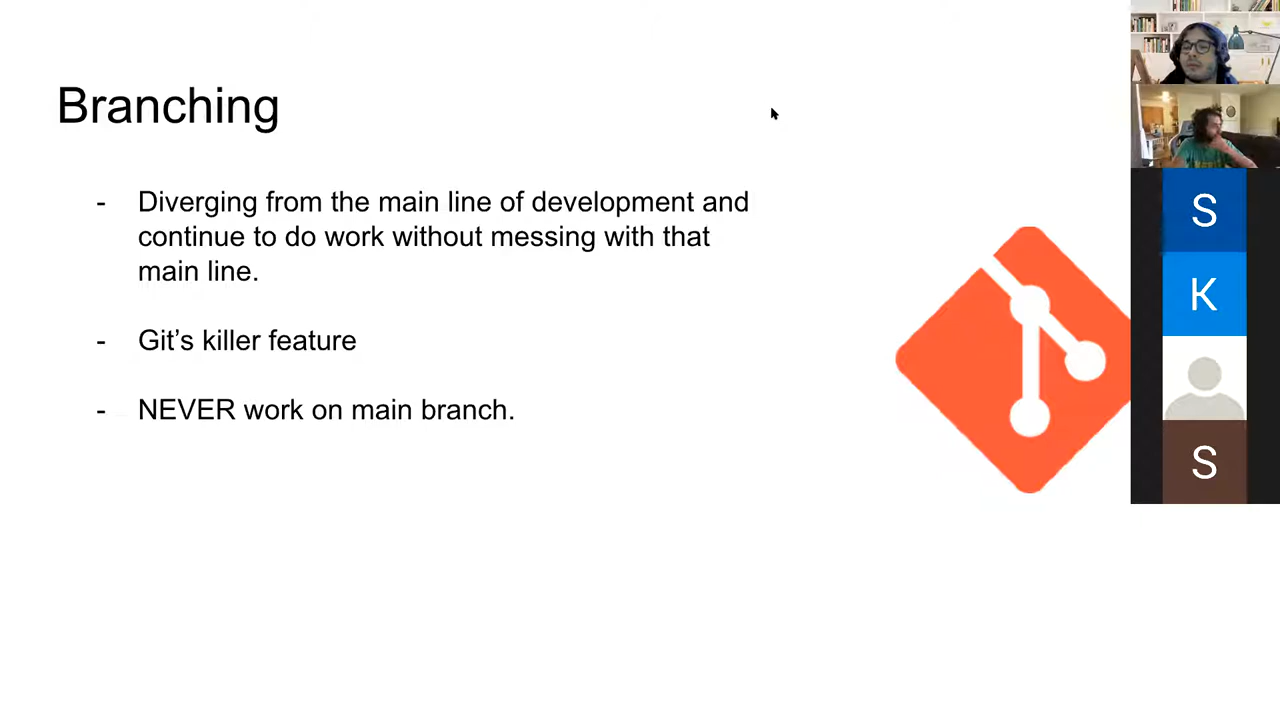 Branching
- Diverging from the main line of development and
continue to do work without messing with that
main line.
- Git’s killer feature
- NEVER work on main branch.
S
K
S